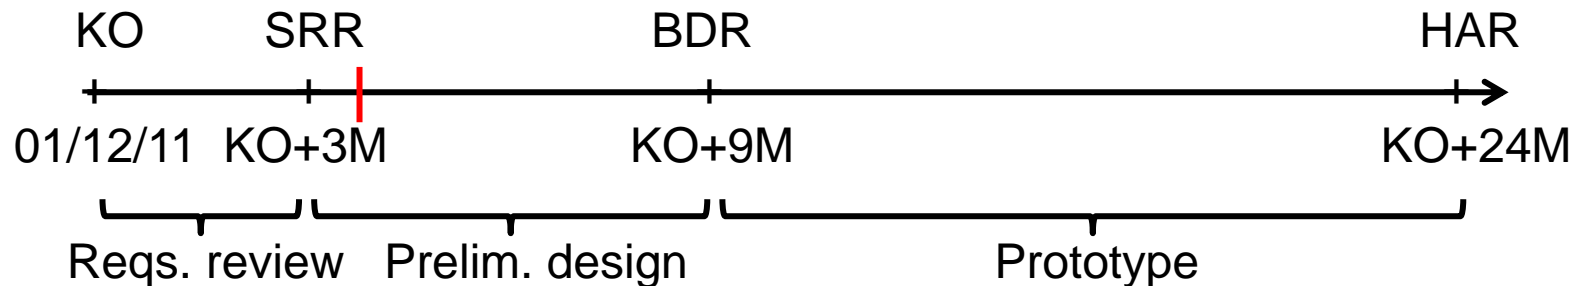 KO SRR BDR HAR
01/12/11 KO+3M KO+9M KO+24M
Reqs. review Prelim. design Prototype